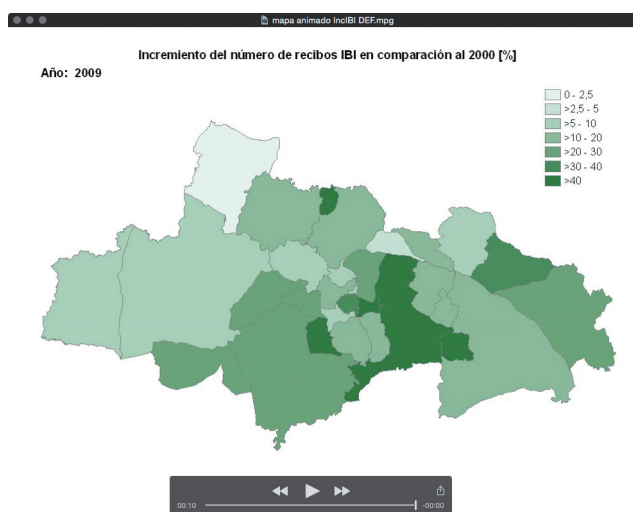 mapa animado IncIBI DEF.mpg
Incremento del número de recibos IBI en comparación al 2000 [%]
Año: 2009
0 - 2,5
>2,5 - 5
>5 - 10
>10 - 20
>20 - 30
>30 - 40
>40
00:10
-00:00